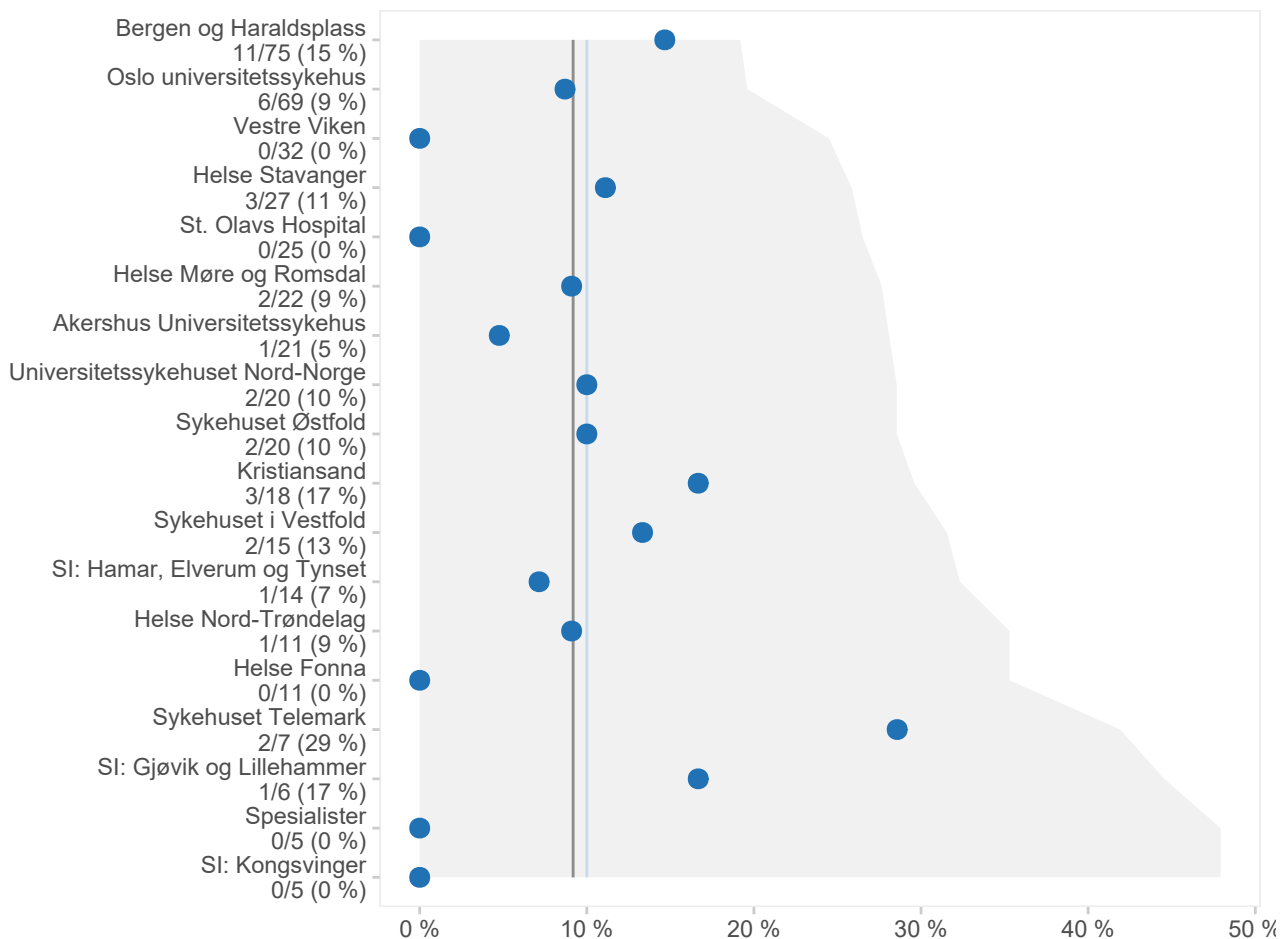 Bergen og Haraldsplass
11/75 (15 %)
Oslo universitetssykehus
6/69 (9 %)
Vestre Viken
0/32 (0 %)
Helse Stavanger
3/27 (11 %)
St. Olavs Hospital
0/25 (0 %)
Helse Møre og Romsdal
2/22 (9 %)
Akershus Universitetssykehus
1/21 (5 %)
Universitetssykehuset Nord-Norge
2/20 (10 %)
Sykehuset Østfold
2/20 (10 %)
Kristiansand
3/18 (17 %)
Sykehuset i Vestfold
2/15 (13 %)
SI: Hamar, Elverum og Tynset
1/14 (7 %)
Helse Nord-Trøndelag
1/11 (9 %)
Helse Fonna
0/11 (0 %)
Sykehuset Telemark
2/7 (29 %)
SI: Gjøvik og Lillehammer
1/6 (17 %)
Spesialister
0/5 (0 %)
SI: Kongsvinger
0/5 (0 %)
0 % 10 % 20 % 30 % 40 % 50 %